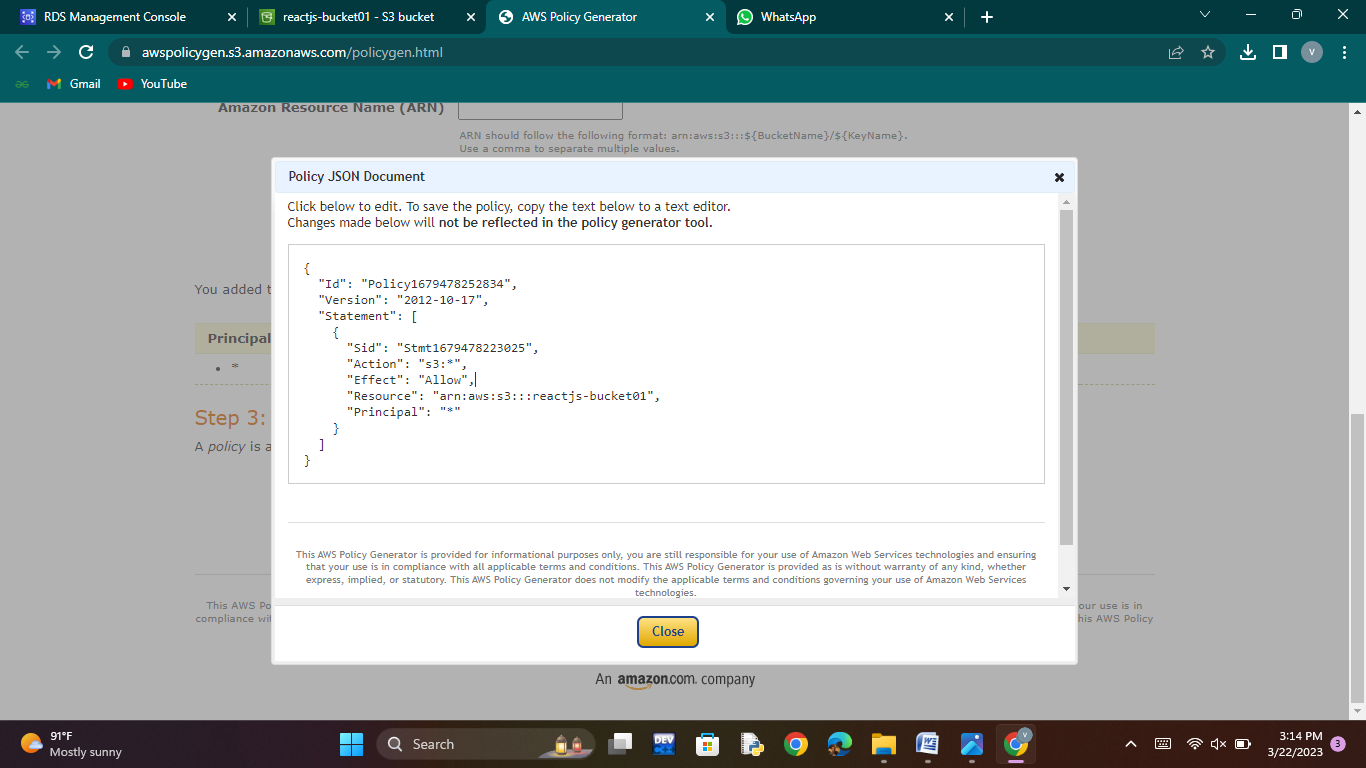 RDS Management Console
reactjs-bucket01 - S3 bucket
AWS Policy Generator
WhatsApp
awspolicygen.s3.amazonaws.com/policygen.html
V
Gmail
YouTube
Amazon Resource Name (ARN)
ARN should follow the following format: arn:aws:s3:::${BucketName}/${KeyName}.
Use a comma to separate multiple values.
Policy JSON Document
Click below to edit. To save the policy, copy the text below to a text editor.
Changes made below will not be reflected in the policy generator tool.
{
"Id": "Policy1679478252834",
"Version": "2012-10-17",
"Statement": [
{
"Sid": "Stmt1679478223025",
"Action": "s3:*",
"Effect": "Allow",
"Resource": "arn:aws:s3:::reactjs-bucket01",
"Principal": "*"
}
]
}
You added t
Principal
• *
Step 3:
A policy is a
This AWS Policy Generator is provided for informational purposes only, you are still responsible for your use of Amazon Web Services technologies and ensuring
that your use is in compliance with all applicable terms and conditions. This AWS Policy Generator is provided as is without warranty of any kind, whether
express, implied, or statutory. This AWS Policy Generator does not modify the applicable terms and conditions governing your use of Amazon Web Services
technologies.
Close
This AWS Po
our use is in
compliance wi
his AWS Policy
An amazon.com. company
91°F
Mostly sunny
Search
DEV
V
3:14 PM
3/22/2023
3